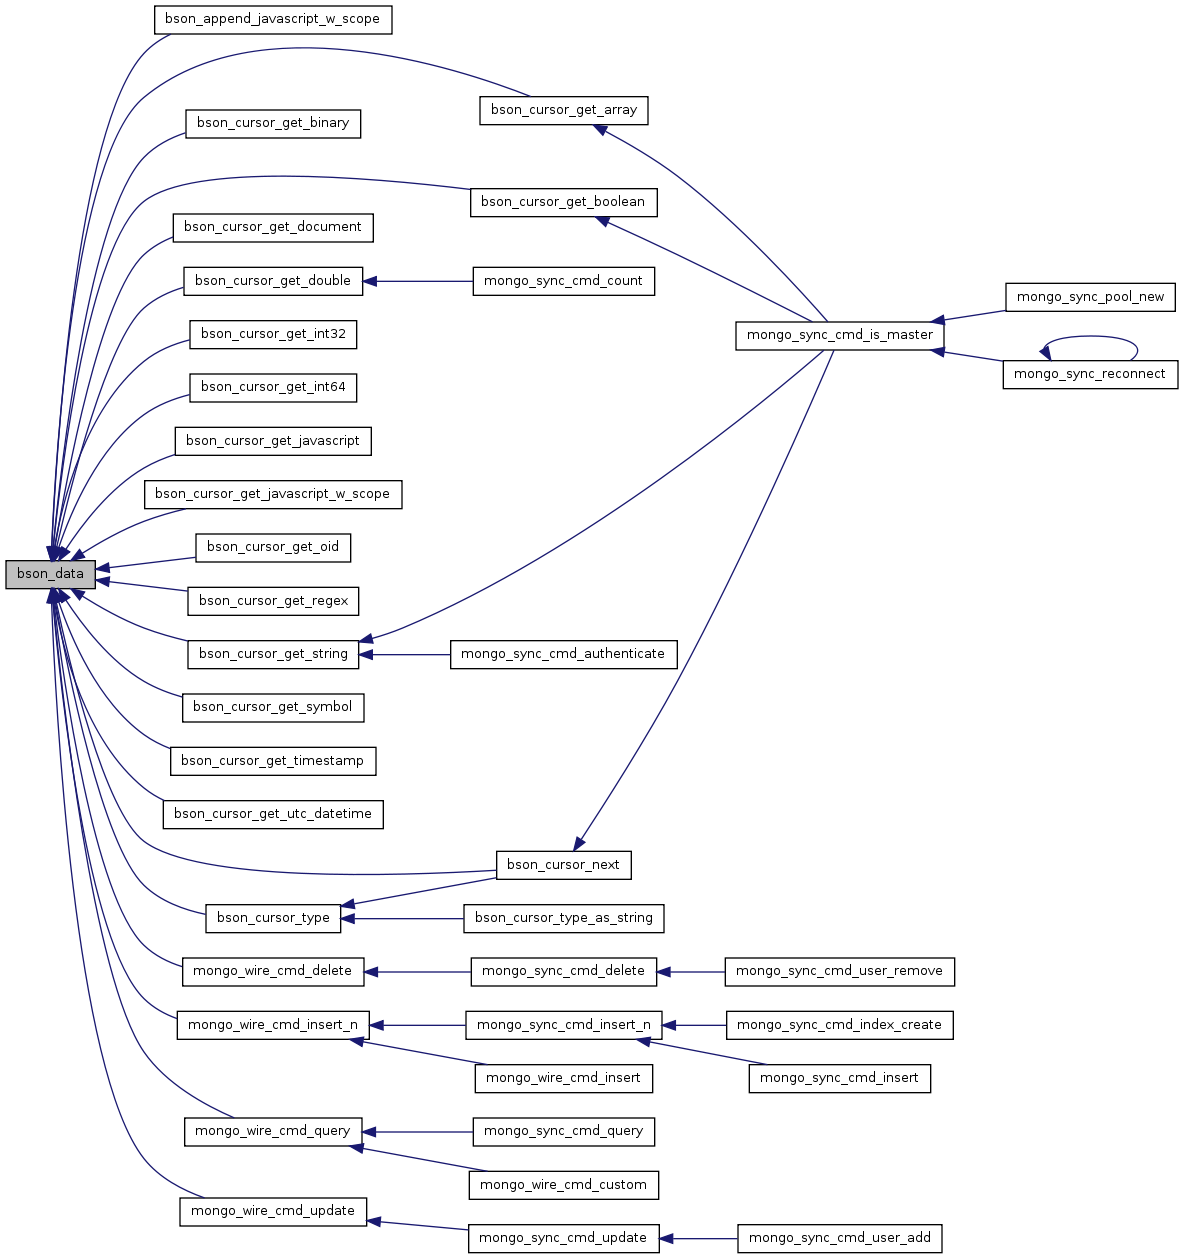 bson_append_javascript_w_scope
bson_cursor_get_array
bson_cursor_get_binary
bson_cursor_get_boolean
bson_cursor_get_document
bson_cursor_get_double
mongo_sync_cmd_count
mongo_sync_pool_new
bson_cursor_get_int32
mongo_sync_cmd_is_master
mongo_sync_reconnect
bson_cursor_get_int64
bson_cursor_get_javascript
bson_cursor_get_javascript_w_scope
bson_cursor_get_oid
bson_data
bson_cursor_get_regex
bson_cursor_get_string
mongo_sync_cmd_authenticate
bson_cursor_get_symbol
bson_cursor_get_timestamp
bson_cursor_get_utc_datetime
bson_cursor_next
bson_cursor_type
bson_cursor_type_as_string
mongo_wire_cmd_delete
mongo_sync_cmd_delete
mongo_sync_cmd_user_remove
mongo_wire_cmd_insert_n
mongo_sync_cmd_insert_n
mongo_sync_cmd_index_create
mongo_wire_cmd_insert
mongo_sync_cmd_insert
mongo_wire_cmd_query
mongo_sync_cmd_query
mongo_wire_cmd_custom
mongo_wire_cmd_update
mongo_sync_cmd_update
mongo_sync_cmd_user_add